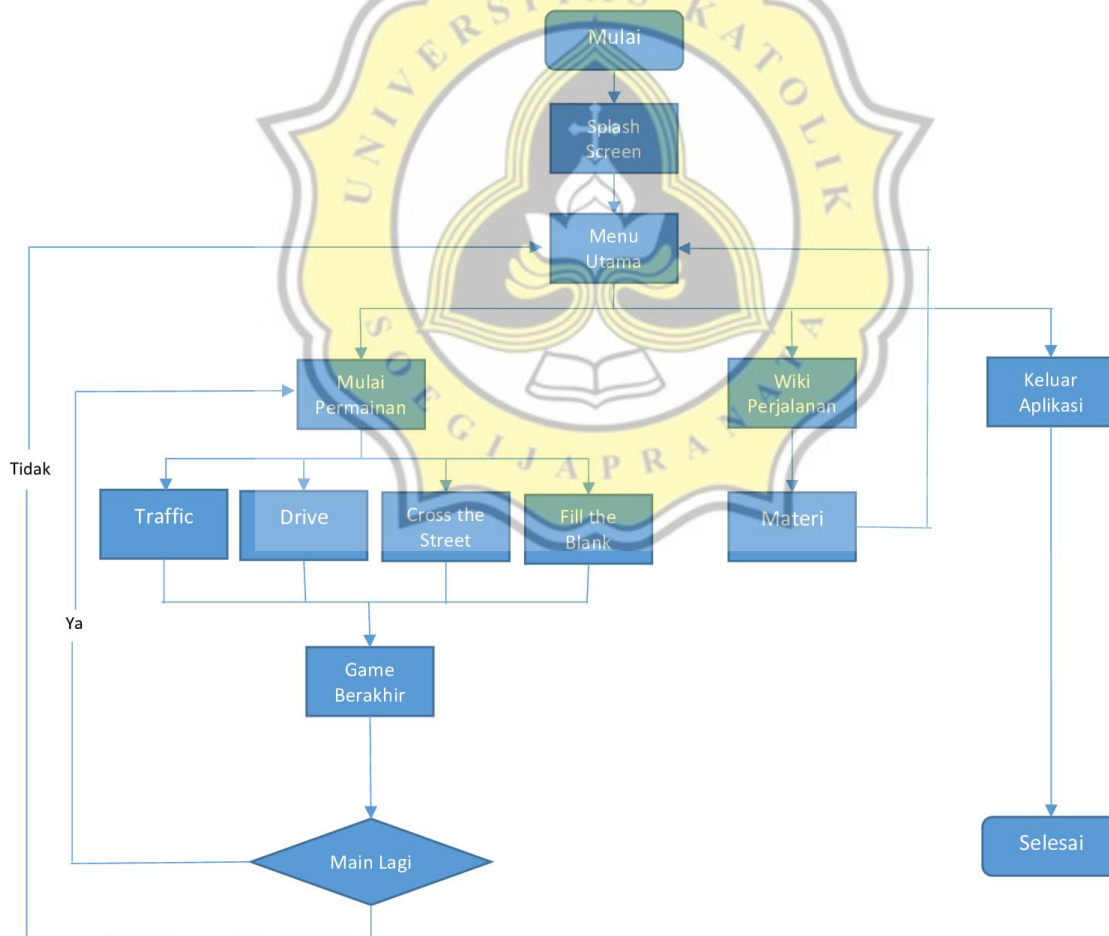 UNIVERSITAS KATOLIK
SOEGIJAPRANATA
Mulai
Splash
Screen
Menu
Utama
Mulai
Permainan
Wiki
Perjalanan
Keluar
Aplikasi
Tidak
Traffic
Drive
Cross the
Street
Fill the
Blank
Materi
Ya
Game
Berakhir
Main Lagi
Selesai